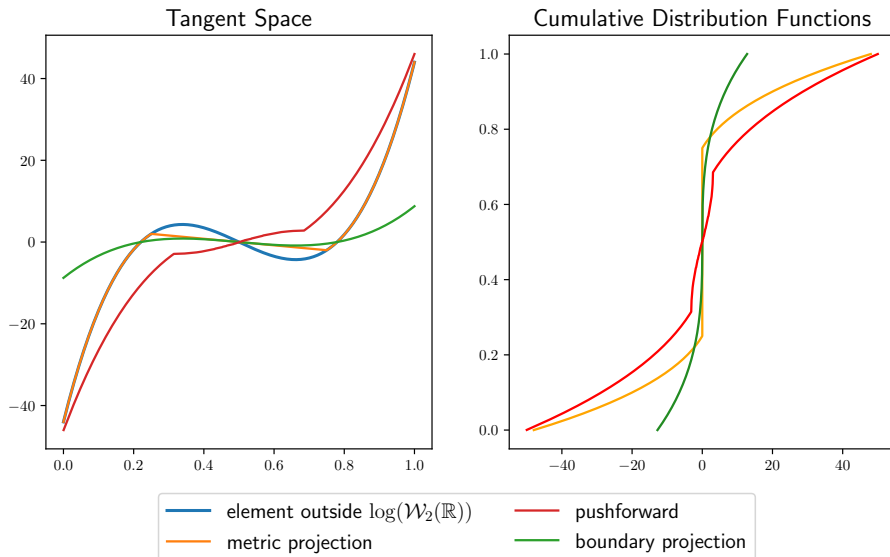 Tangent Space
Cumulative Distribution Functions
40
20
0
−20
−40
0.0 0.2 0.4 0.6 0.8 1.0
1.0
0.8
0.6
0.4
0.2
0.0
−40 −20 0 20 40
element outside log(𝒲₂(ℝ))
metric projection
pushforward
boundary projection